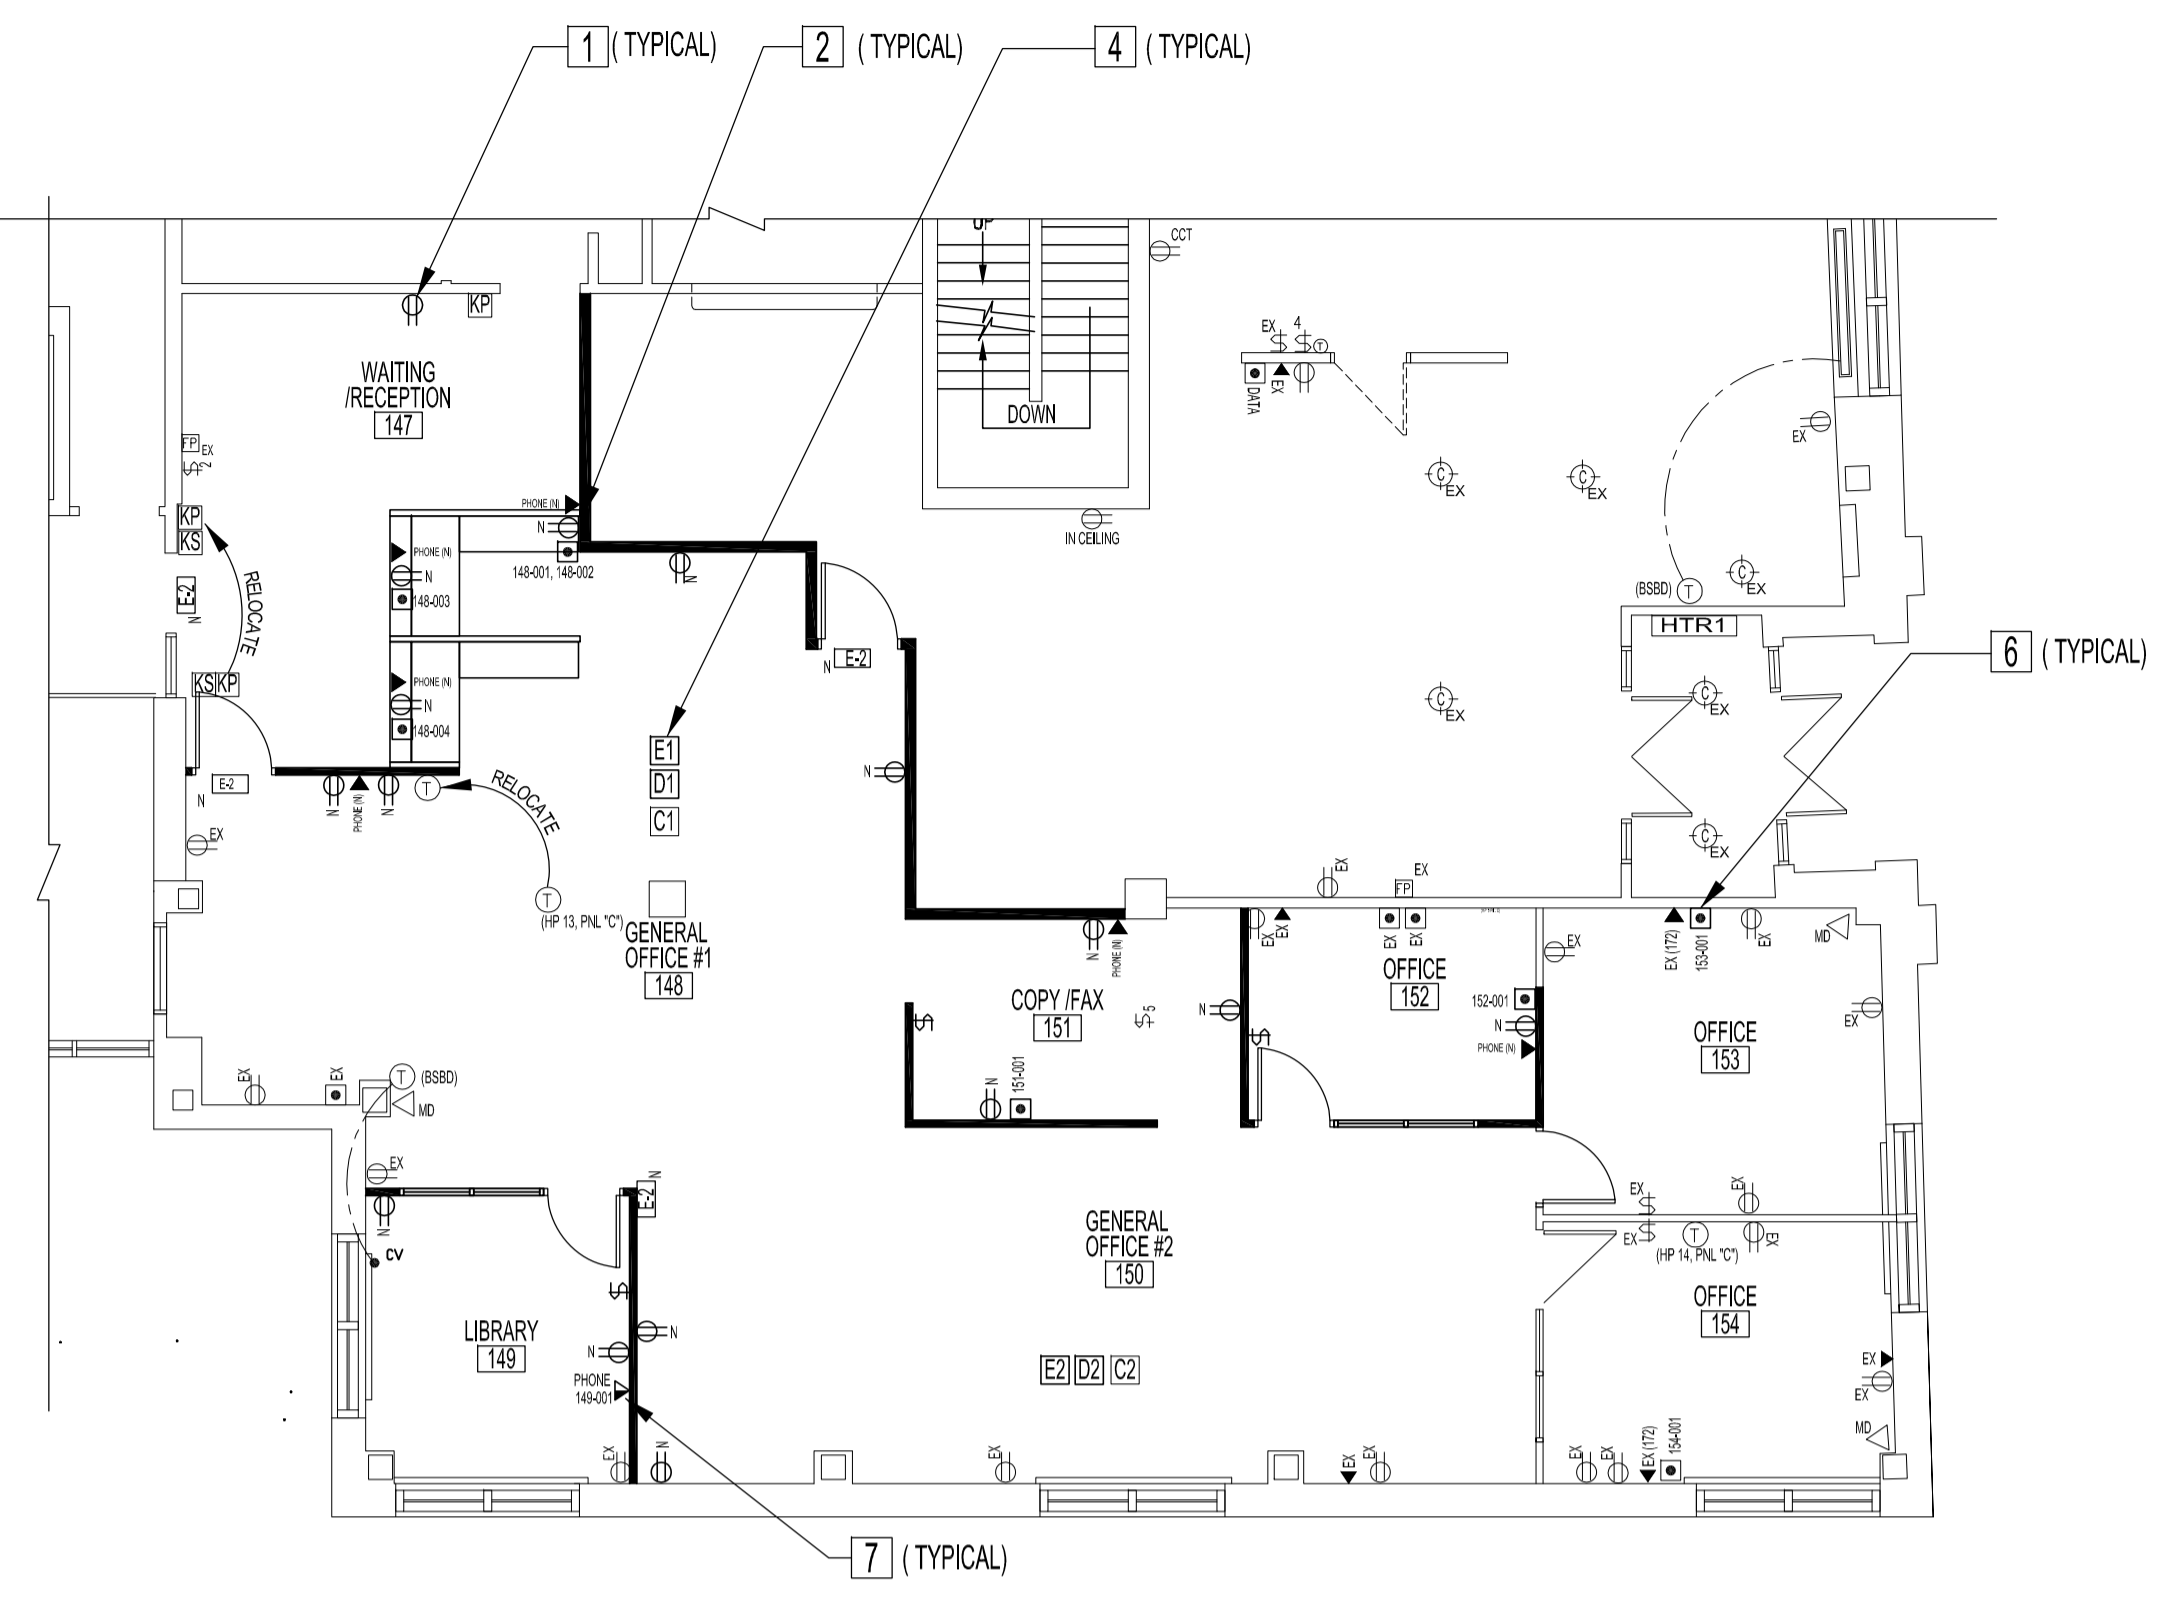 1 ( TYPICAL)
2 ( TYPICAL)
4 ( TYPICAL)
UP
CCT
KP
EX
4
T
WAITING
/RECEPTION
147
DATA
EX
DOWN
EX
FP
EX
2
C
EX
C
EX
PHONE (N)
KP
N
IN CEILING
KS
PHONE (N)
148-001, 148-002
N
N
C
EX
E-2
RELOCATE
148-003
(BSBD)
T
N
HTR1
6 ( TYPICAL)
N
E-2
KS
KP
PHONE (N)
N
C
EX
C
EX
148-004
E1
N
D1
E-2
N
N
PHONE (N)
N
T
RELOCATE
C1
EX
C
EX
EX
EX
FP
T
(HP 13, PNL "C")
GENERAL
OFFICE #1
148
N
PHONE (N)
EX
EX
EX
EX
EX (172)
153-001
EX
MD
EX
OFFICE
152
COPY /FAX
151
5
N
152-001
N
PHONE (N)
EX
OFFICE
153
EX
EX
T
(BSBD)
MD
N
151-001
EX
N
E-2
N
EX
EX
GENERAL
OFFICE #2
150
EX
T
EX
(HP 14, PNL "C")
CV
OFFICE
154
LIBRARY
149
N
N
E2
D2
C2
PHONE
149-001
EX
EX
EX
N
EX
EX
EX
EX
EX
EX (172)
154-001
MD
7 ( TYPICAL)